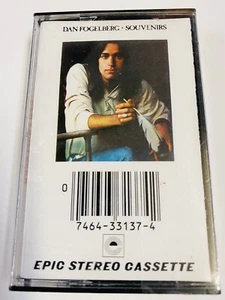 DAN FOGELBERG • SOUVENIRS
0
7464-33137-4
EPIC STEREO CASSETTE